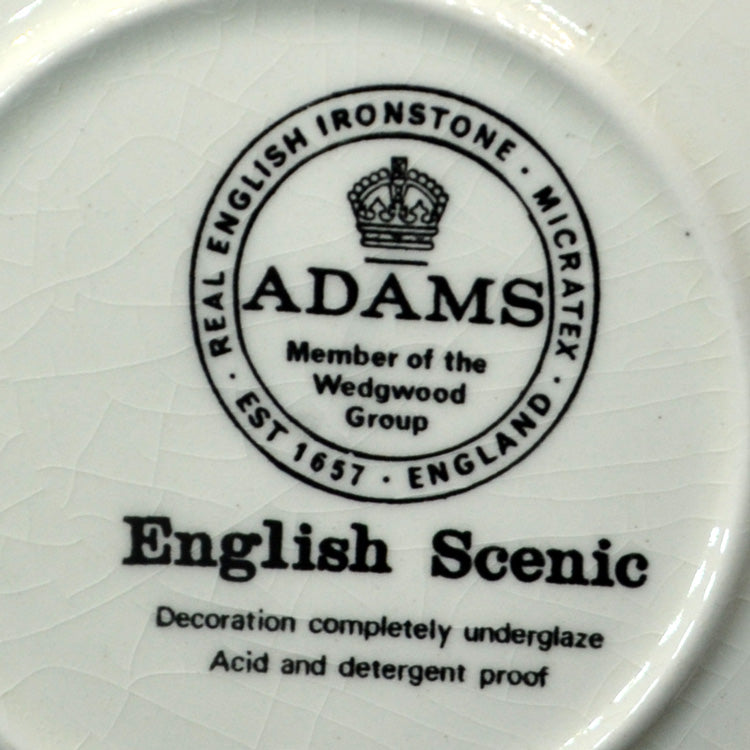 REAL ENGLISH IRONSTONE · MICRATEX · ENGLAND · EST 1657 ·
ADAMS
Member of the
Wedgwood
Group
English Scenic
Decoration completely underglaze
Acid and detergent proof